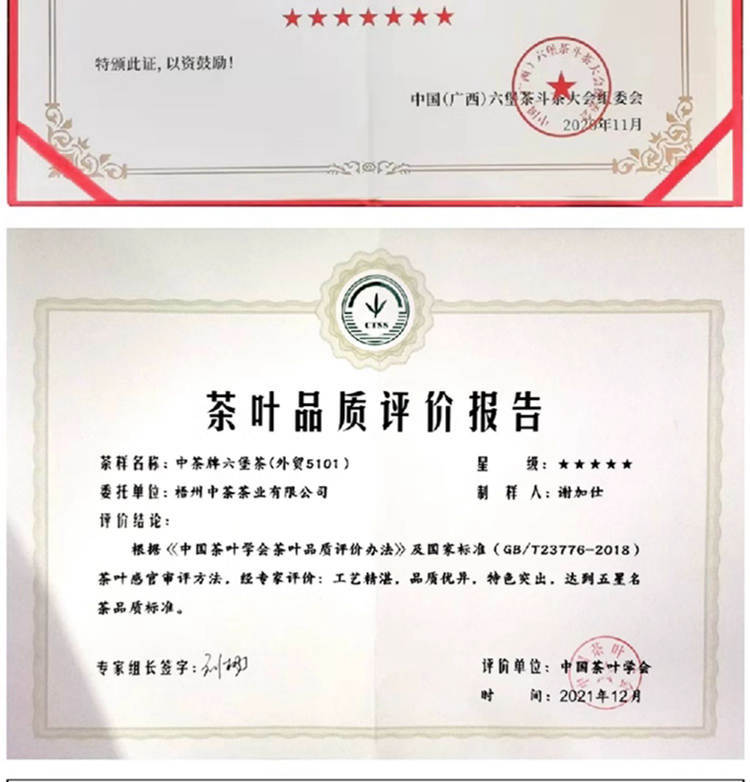 ★★★★★★★
特颁此证,以资鼓励!
中国(广西)六堡茶斗茶大会组委会
2020年11月
CTSS
茶叶品质评价报告
茶样名称: 中茶牌六堡茶(外贸5101)
星 级: ★★★★★
委托单位: 梧州中茶茶业有限公司
制 样 人: 谢加仕
评价结论:
根据《中国茶叶学会茶叶品质评价办法》及国家标准(GB/T23776-2018)
茶叶感官审评方法,经专家评价: 工艺精湛,品质优异,特色突出,达到五星名
茶品质标准。
专家组长签字:
评价单位: 中国茶叶学会
时 间: 2021年12月